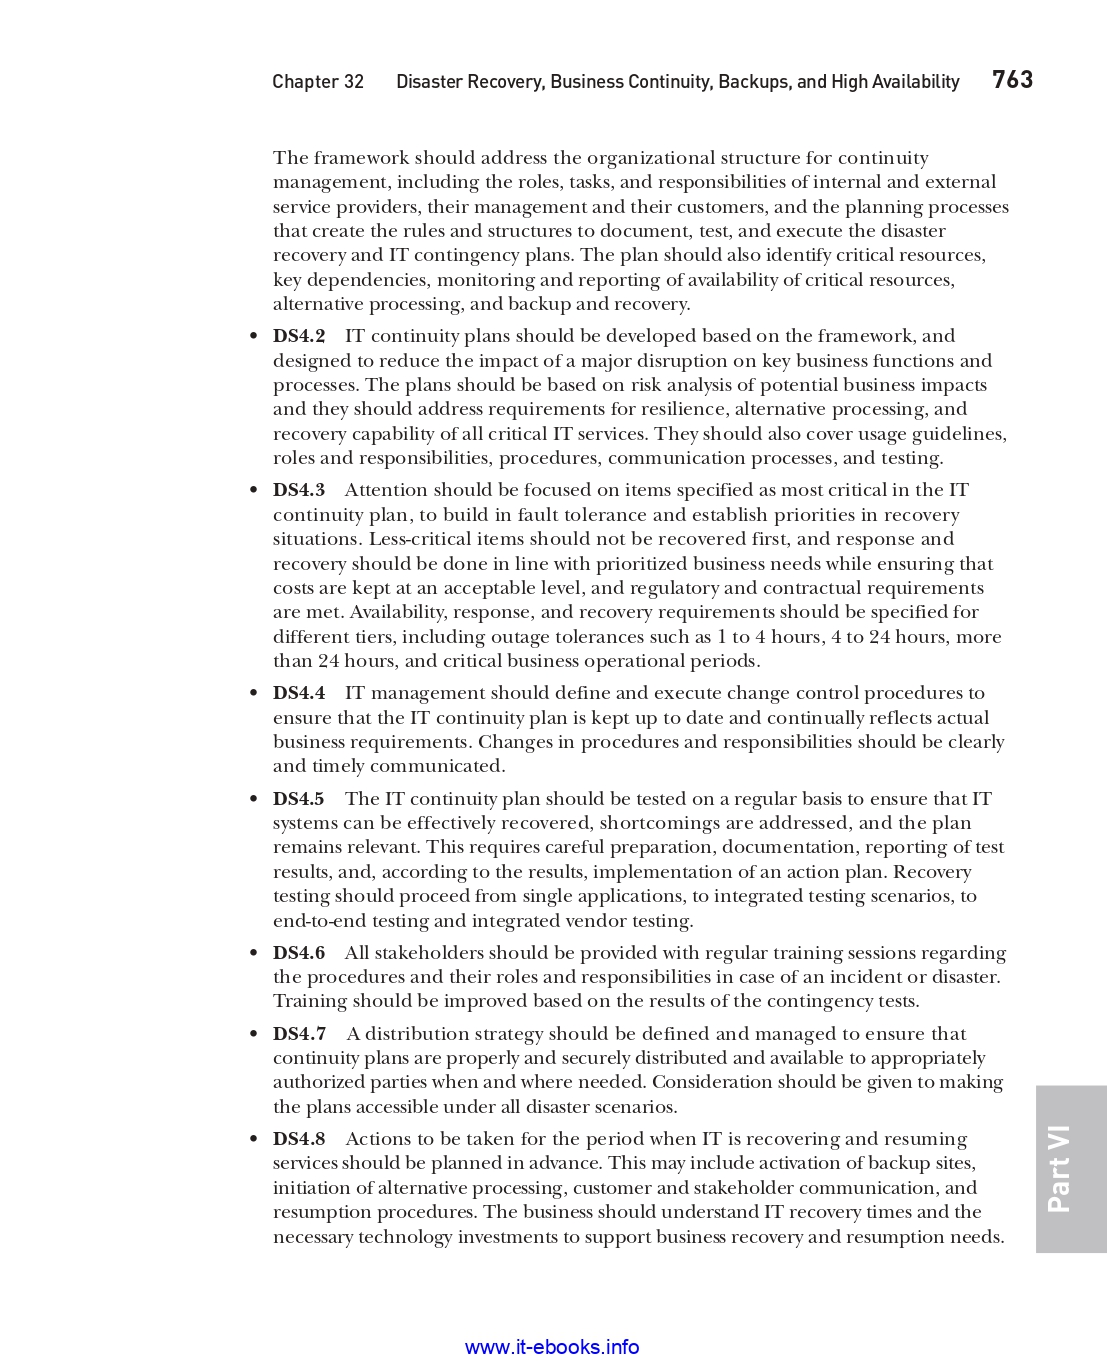 Chapter 32 Disaster Recovery, Business Continuity, Backups, and High Availability 763
The framework should address the organizational structure for continuity
management, including the roles, tasks, and responsibilities of internal and external
service providers, their management and their customers, and the planning processes
that create the rules and structures to document, test, and execute the disaster
recovery and IT contingency plans. The plan should also identify critical resources,
key dependencies, monitoring and reporting of availability of critical resources,
alternative processing, and backup and recovery.
• DS4.2 IT continuity plans should be developed based on the framework, and
designed to reduce the impact of a major disruption on key business functions and
processes. The plans should be based on risk analysis of potential business impacts
and they should address requirements for resilience, alternative processing, and
recovery capability of all critical IT services. They should also cover usage guidelines,
roles and responsibilities, procedures, communication processes, and testing.
• DS4.3 Attention should be focused on items specified as most critical in the IT
continuity plan, to build in fault tolerance and establish priorities in recovery
situations. Less-critical items should not be recovered first, and response and
recovery should be done in line with prioritized business needs while ensuring that
costs are kept at an acceptable level, and regulatory and contractual requirements
are met. Availability, response, and recovery requirements should be specified for
different tiers, including outage tolerances such as 1 to 4 hours, 4 to 24 hours, more
than 24 hours, and critical business operational periods.
• DS4.4 IT management should define and execute change control procedures to
ensure that the IT continuity plan is kept up to date and continually reflects actual
business requirements. Changes in procedures and responsibilities should be clearly
and timely communicated.
• DS4.5 The IT continuity plan should be tested on a regular basis to ensure that IT
systems can be effectively recovered, shortcomings are addressed, and the plan
remains relevant. This requires careful preparation, documentation, reporting of test
results, and, according to the results, implementation of an action plan. Recovery
testing should proceed from single applications, to integrated testing scenarios, to
end-to-end testing and integrated vendor testing.
• DS4.6 All stakeholders should be provided with regular training sessions regarding
the procedures and their roles and responsibilities in case of an incident or disaster.
Training should be improved based on the results of the contingency tests.
• DS4.7 A distribution strategy should be defined and managed to ensure that
continuity plans are properly and securely distributed and available to appropriately
authorized parties when and where needed. Consideration should be given to making
the plans accessible under all disaster scenarios.
• DS4.8 Actions to be taken for the period when IT is recovering and resuming
services should be planned in advance. This may include activation of backup sites,
initiation of alternative processing, customer and stakeholder communication, and
resumption procedures. The business should understand IT recovery times and the
necessary technology investments to support business recovery and resumption needs.
Part VI
www.it-ebooks.info